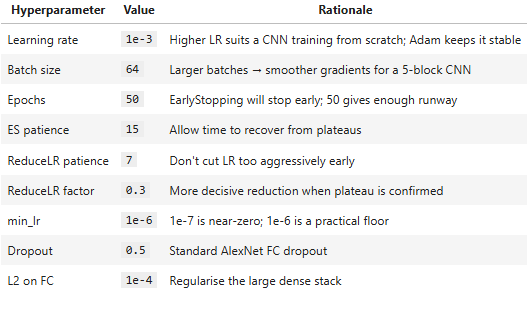 Hyperparameter Value Rationale
Learning rate 1e-3 Higher LR suits a CNN training from scratch; Adam keeps it stable
Batch size 64 Larger batches → smoother gradients for a 5-block CNN
Epochs 50 EarlyStopping will stop early; 50 gives enough runway
ES patience 15 Allow time to recover from plateaus
ReduceLR patience 7 Don't cut LR too aggressively early
ReduceLR factor 0.3 More decisive reduction when plateau is confirmed
min_lr 1e-6 1e-7 is near-zero; 1e-6 is a practical floor
Dropout 0.5 Standard AlexNet FC dropout
L2 on FC 1e-4 Regularise the large dense stack